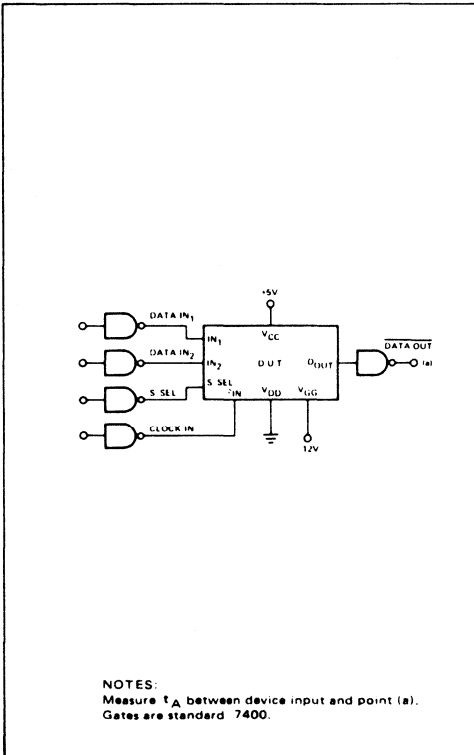 +5V
DATA IN1
IN1
VCC
DATA OUT
DATA IN2
IN2
DUT
DOUT
(a)
S SEL
S SEL
IN
VDD
VGG
CLOCK IN
12V
NOTES:
Measure tA between device input and point (a).
Gates are standard 7400.